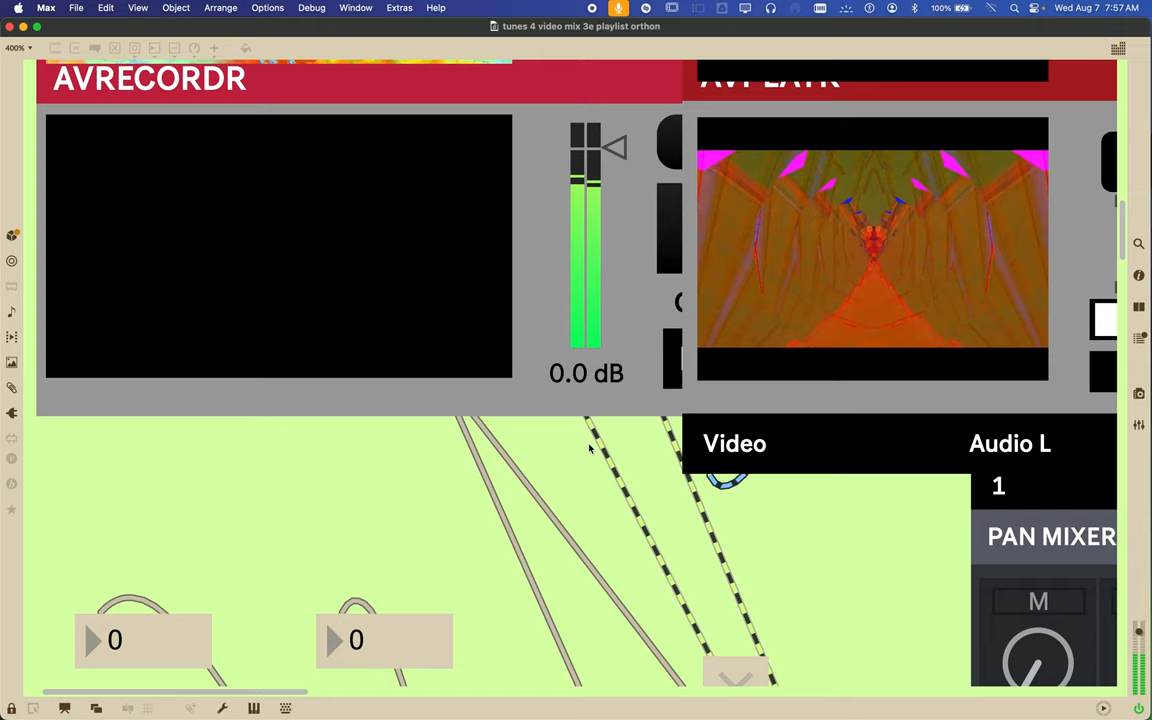 Max File Edit View Object Arrange Options Debug Window Extras Help 100% Wed Aug 7 7:57 AM
tunes 4 video mix 3e playlist orthon
400%
AVRECORDR
0.0 dB
Video Audio L
1
PAN MIXER
M
0 0